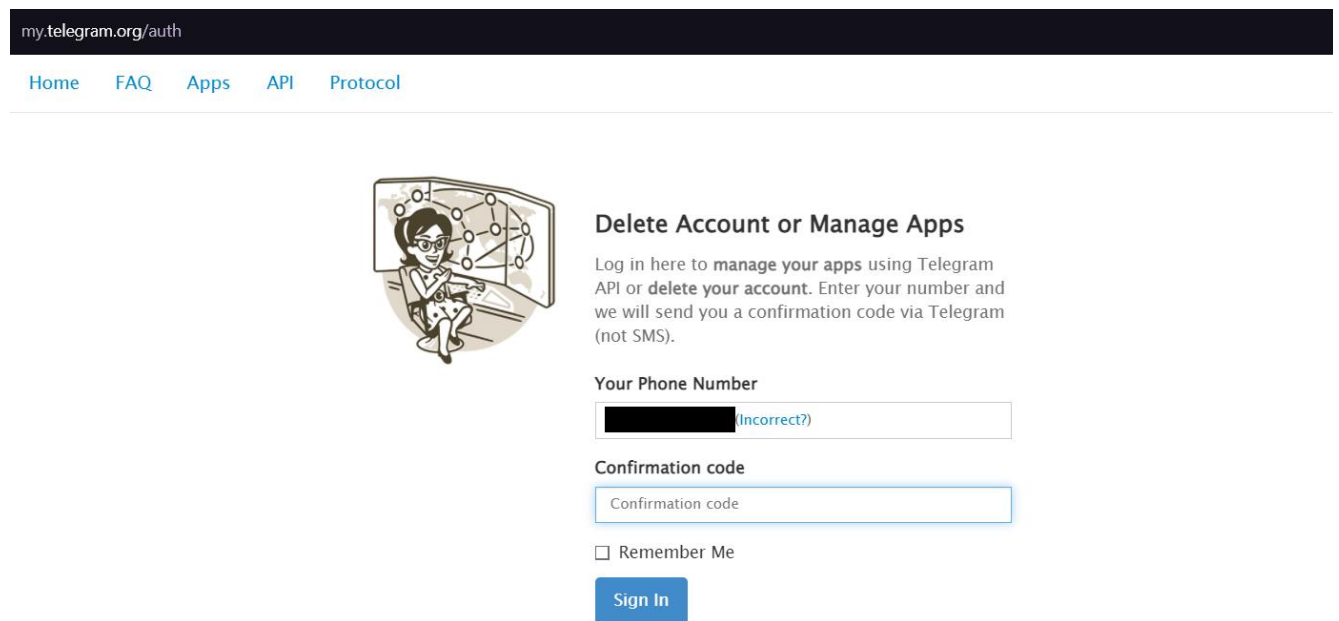 my.telegram.org/auth
Home FAQ Apps API Protocol
Delete Account or Manage Apps
Log in here to manage your apps using Telegram
API or delete your account. Enter your number and
we will send you a confirmation code via Telegram
(not SMS).
Your Phone Number
(Incorrect?)
Confirmation code
Confirmation code
Remember Me
Sign In